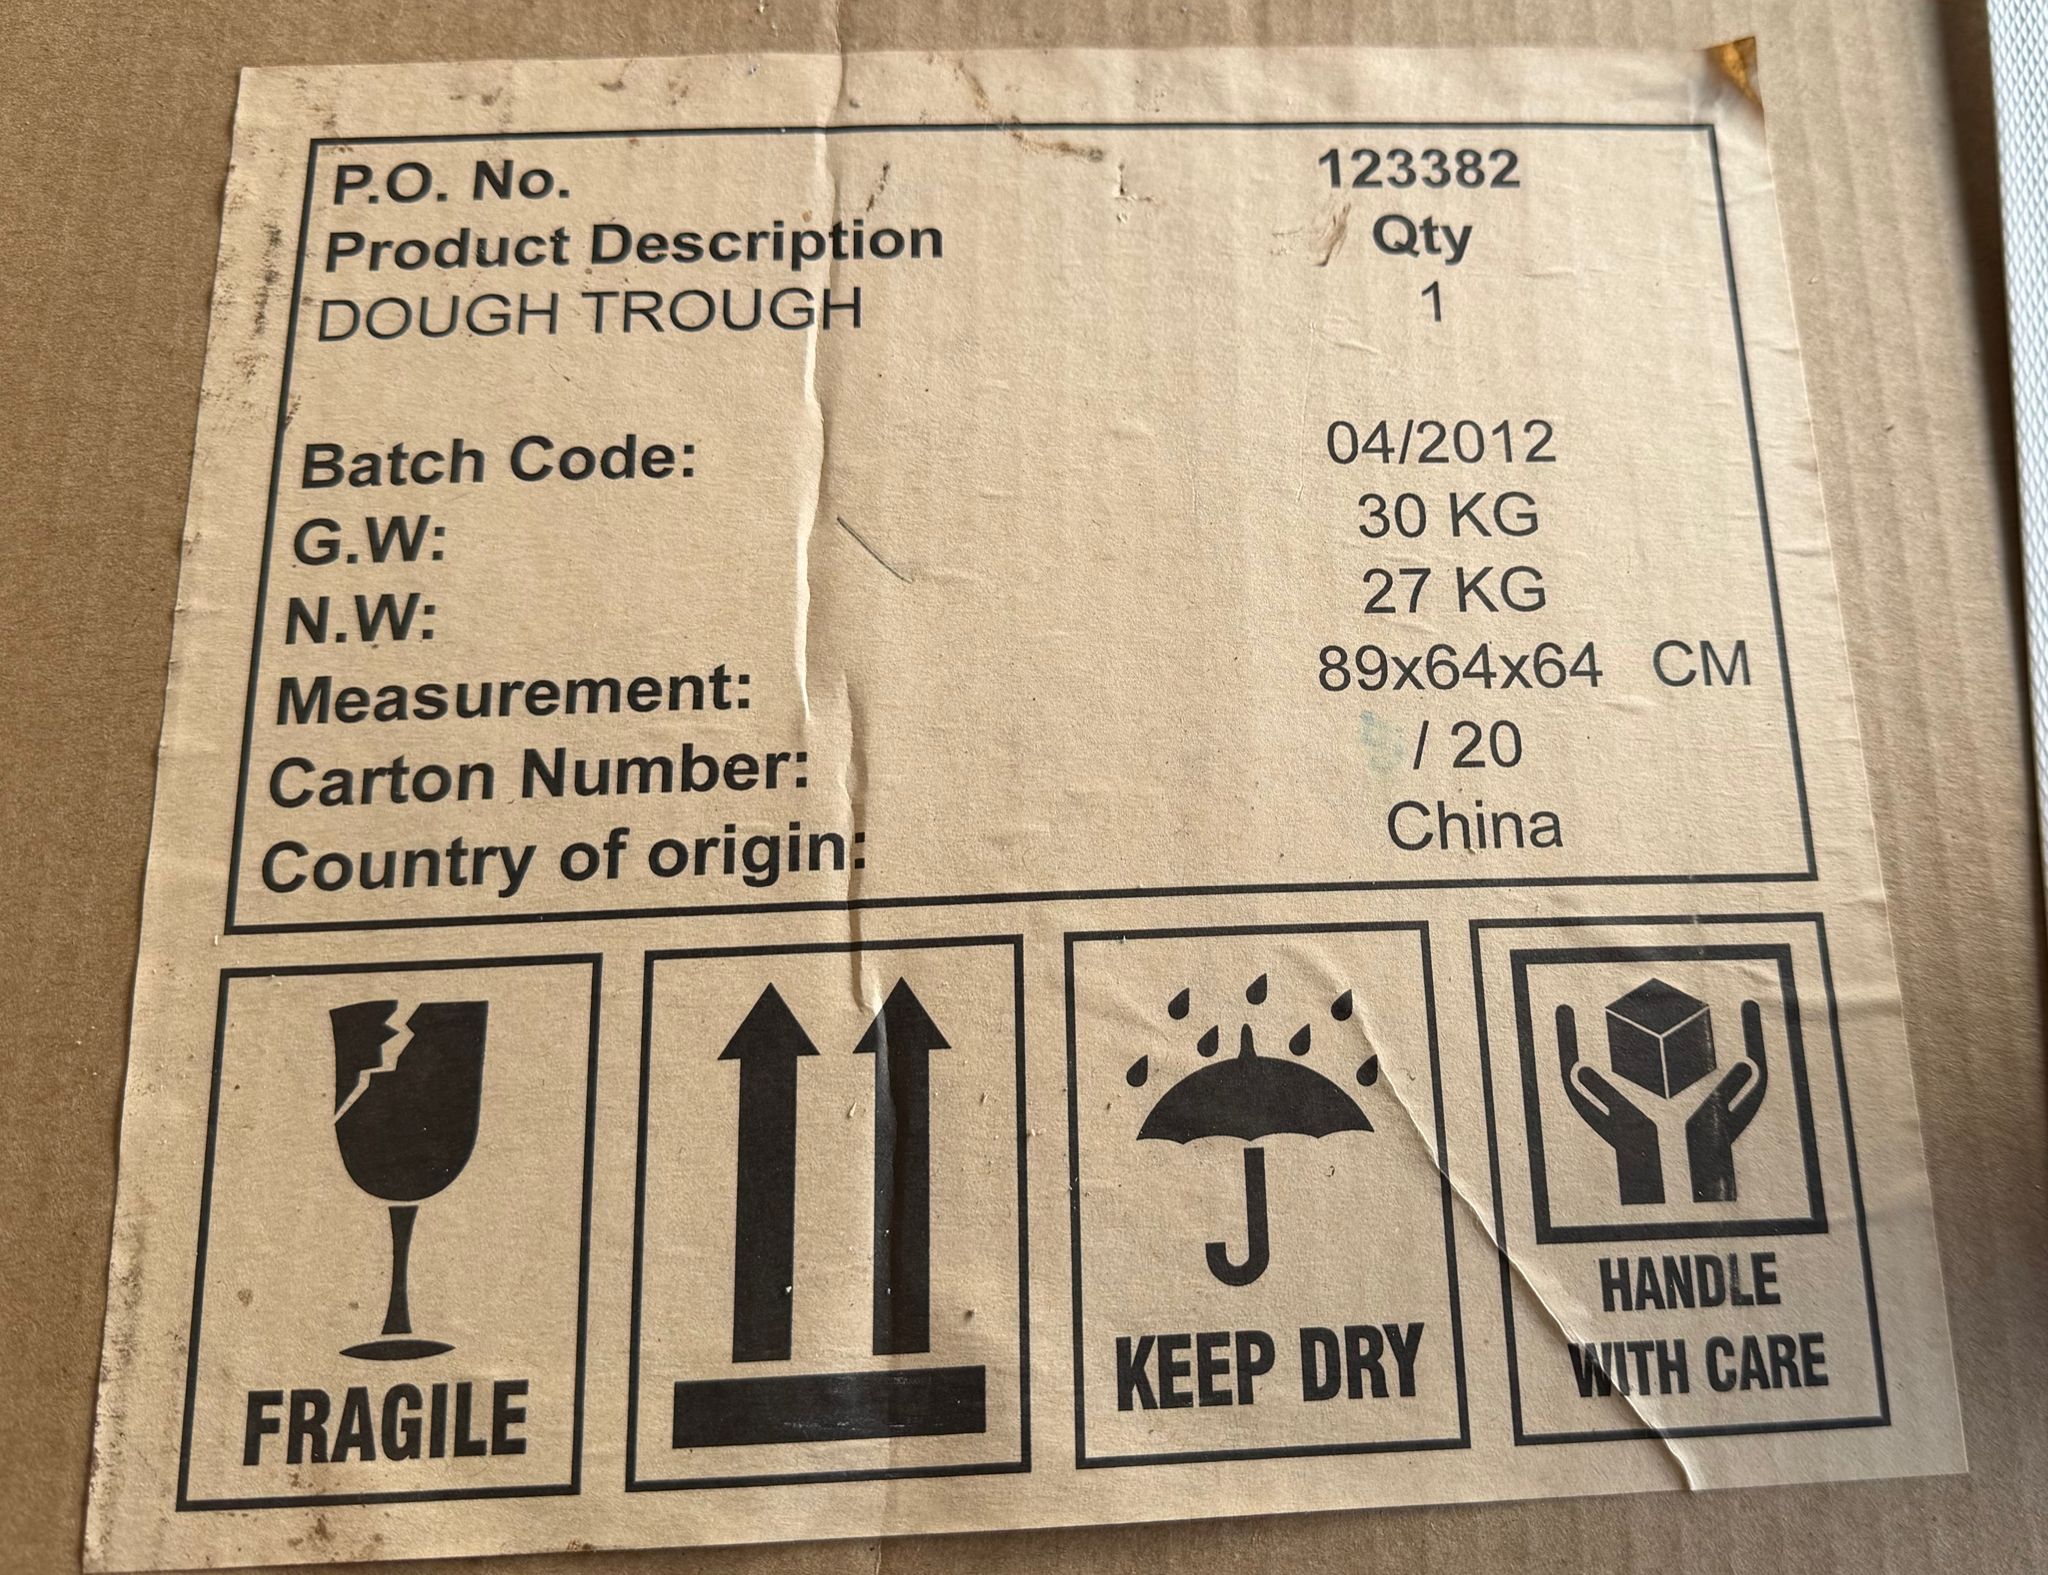 P.O. No. 123382
Product Description Qty
DOUGH TROUGH 1
Batch Code: 04/2012
G.W: 30 KG
N.W: 27 KG
Measurement: 89x64x64 CM
Carton Number: / 20
Country of origin: China
FRAGILE
KEEP DRY
HANDLE
WITH CARE